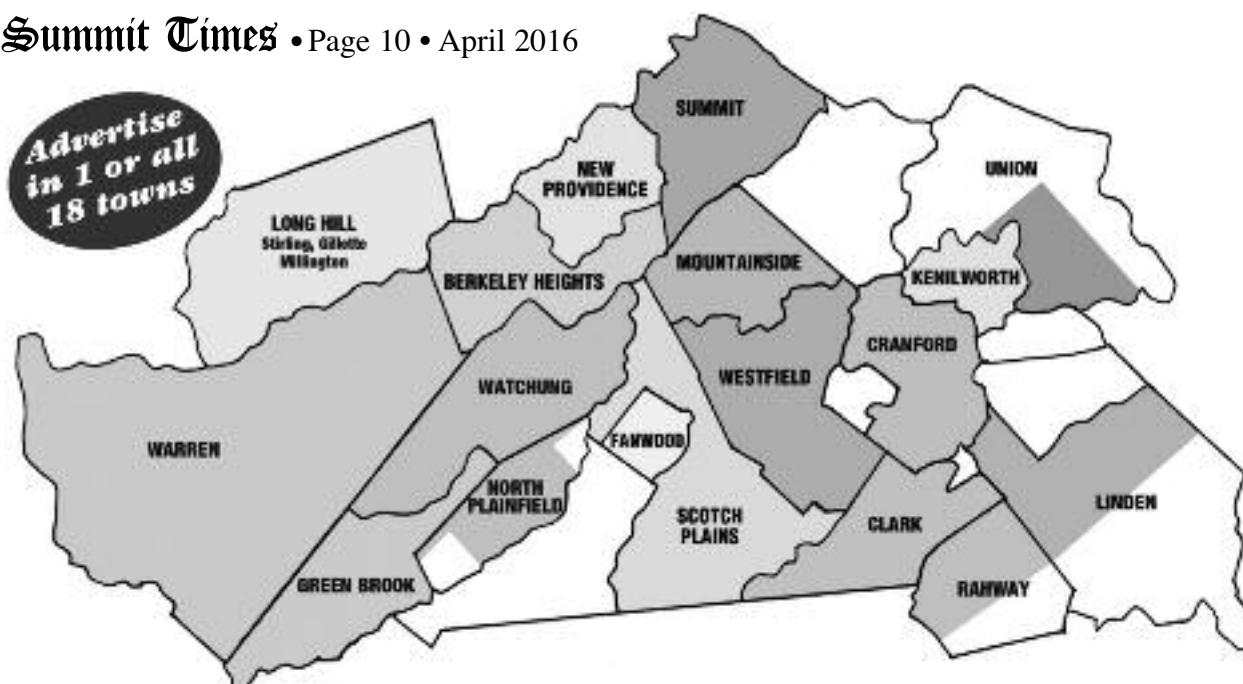 Summit Times • Page 10 • April 2016
Advertise
in 1 or all
18 towns
SUMMIT
NEW
PROVIDENCE
UNION
LONG HILL
Stirling, Gillette
Millington
BERKELEY HEIGHTS
MOUNTAINSIDE
KENILWORTH
CRANFORD
WATCHUNG
WESTFIELD
WARREN
FANWOOD
NORTH
PLAINFIELD
SCOTCH
PLAINS
CLARK
LINDEN
GREEN BROOK
RAHWAY